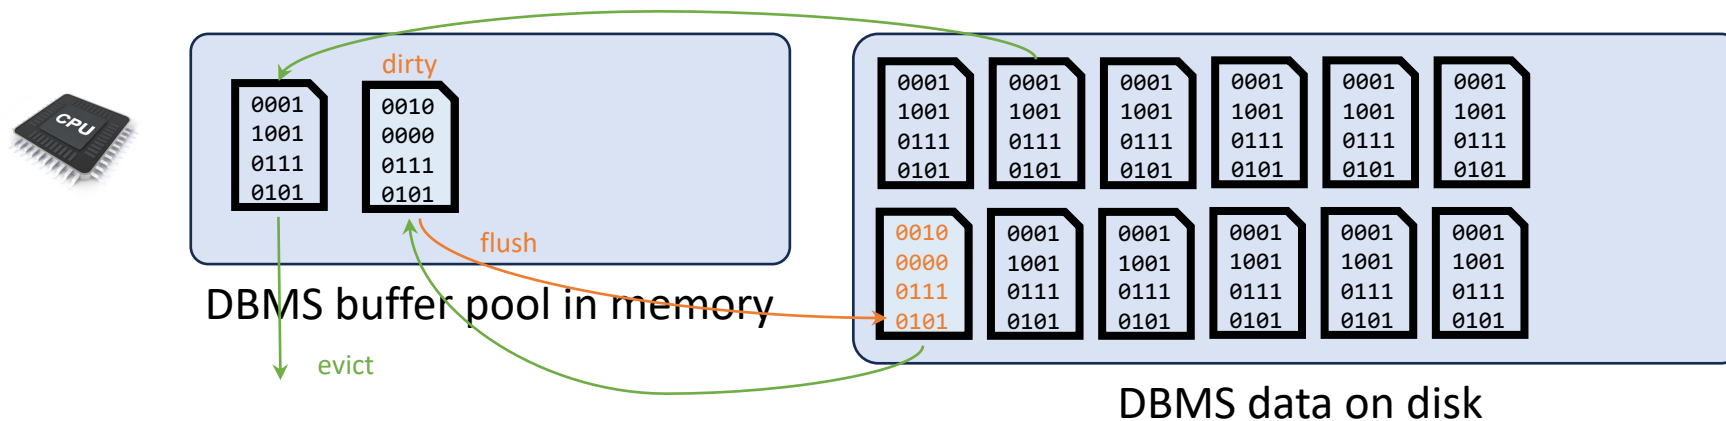 CPU
0001
1001
0111
0101
dirty
0010
0000
0111
0101
flush
DBMS buffer pool in memory
evict
0001 0001 0001 0001 0001 0001
1001 1001 1001 1001 1001 1001
0111 0111 0111 0111 0111 0111
0101 0101 0101 0101 0101 0101
0010 0001 0001 0001 0001 0001
0000 1001 1001 1001 1001 1001
0111 0111 0111 0111 0111 0111
0101 0101 0101 0101 0101 0101
DBMS data on disk